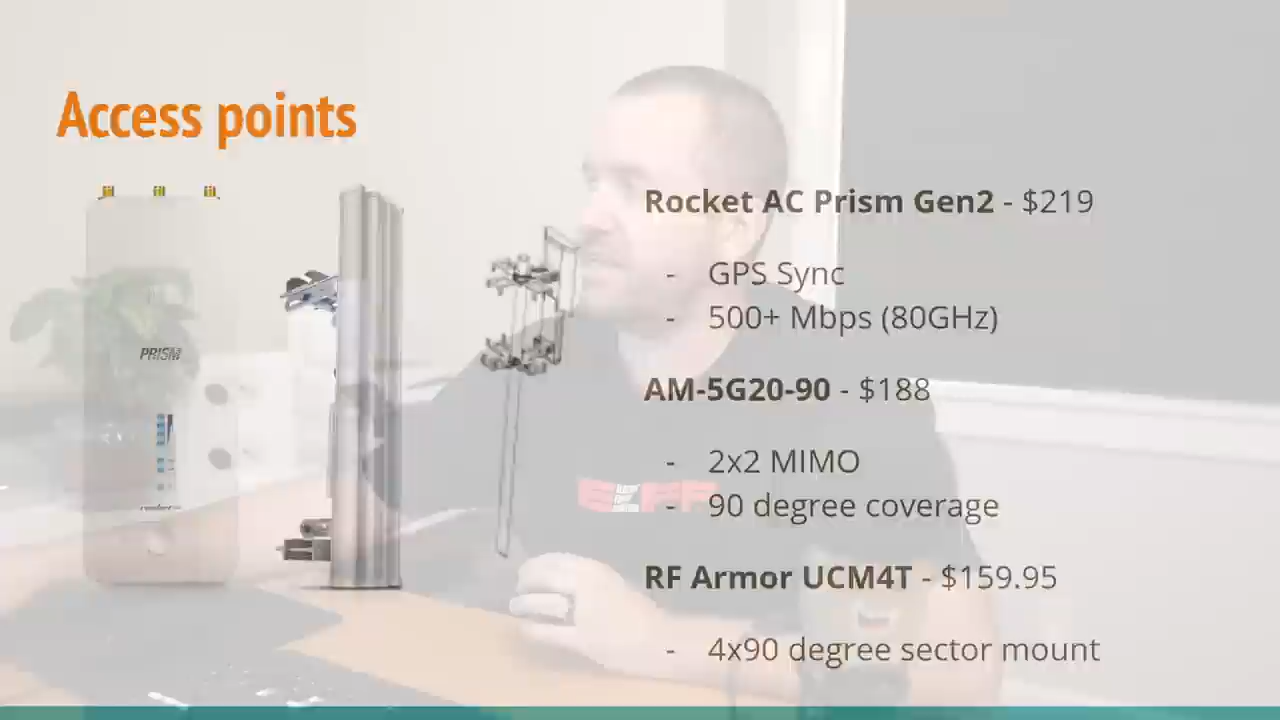 Access points
Rocket AC Prism Gen2 - $219
- GPS Sync
- 500+ Mbps (80GHz)
AM-5G20-90 - $188
- 2x2 MIMO
- 90 degree coverage
RF Armor UCM4T - $159.95
- 4x90 degree sector mount
PRISM